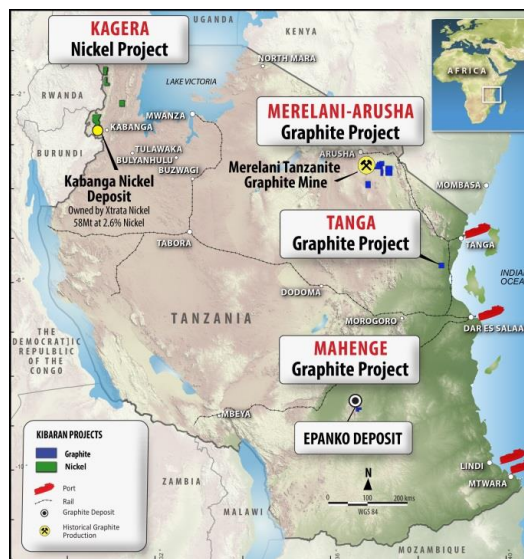 KAGERA
Nickel Project
UGANDA
KENYA
NORTH MARA
AFRICA
LAKE VICTORIA
RWANDA
-2°
MWANZA
KABANGA
MERELANI-ARUSHA
Graphite Project
TULAWAKA
BULYANHULU
BUZWAGI
BURUNDI
ARUSHA
Merelani Tanzanite
Graphite Mine
Kabanga Nickel
Deposit
Owned by Xtrata Nickel
58Mt at 2.6% Nickel
MOMBASA
TANGA
Graphite Project
TABORA
TANGA
INDIAN
OCEA
DODOMA
TANZANIA
MOROGORO
DAR ES SALAA
THE
DEMOCRATIC
REPUBLIC OF
THE CONGO
MAHENGE
Graphite Project
MBEYA
EPANKO DEPOSIT
KIBARAN PROJECTS
Graphite
Nickel
Port
Rail
Graphite Deposit
Historical Graphite
Production
-10°
ZAMBIA
MALAWI
N
0 100 200 kms
WGS 84
LINDI
MTWARA
MOZAMBIQUE